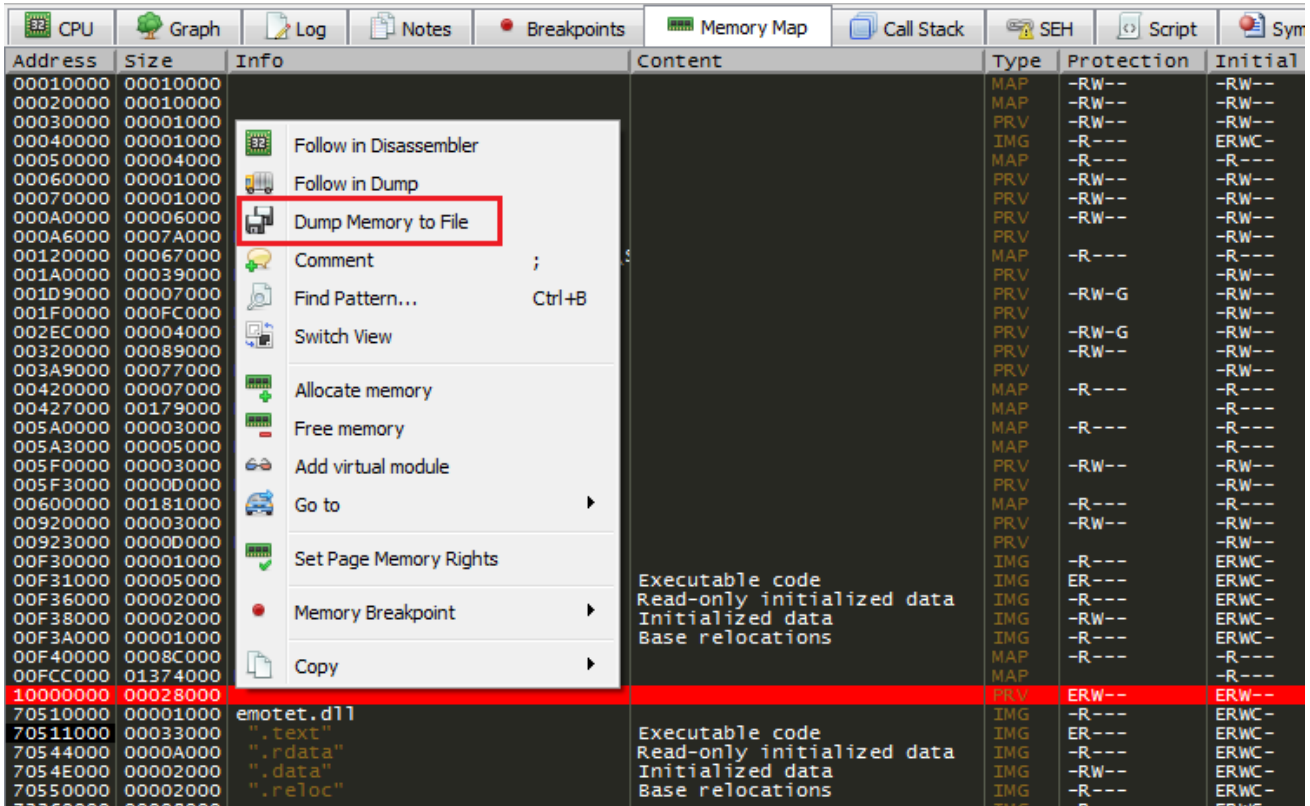 CPU Graph Log Notes Breakpoints Memory Map Call Stack SEH Script Sym
Address Size Info Content Type Protection Initial
00010000 00010000 MAP -RW-- -RW--
00020000 00010000 MAP -RW-- -RW--
00030000 00001000 PRV -RW-- -RW--
00040000 00001000 IMG -R--- ERWC-
00050000 00004000 MAP -R--- -R---
00060000 00001000 PRV -RW-- -RW--
00070000 00001000 PRV -RW-- -RW--
000A0000 00006000 PRV -RW-- -RW--
000A6000 0007A000 PRV -RW--
00120000 00067000 MAP -R--- -R---
001A0000 00039000 PRV -RW--
001D9000 00007000 PRV -RW-G -RW--
001F0000 000FC000 PRV -RW--
002EC000 00004000 PRV -RW-G -RW--
00320000 00089000 PRV -RW-- -RW--
003A9000 00077000 PRV -RW--
00420000 00007000 MAP -R--- -R---
00427000 00179000 MAP -R---
005A0000 00003000 MAP -R--- -R---
005A3000 00005000 MAP -R---
005F0000 00003000 PRV -RW-- -RW--
005F3000 0000D000 PRV -RW--
00600000 00181000 MAP -R--- -R---
00920000 00003000 PRV -RW-- -RW--
00923000 0000D000 PRV -RW--
00F30000 00001000 IMG -R--- ERWC-
00F31000 00005000 Executable code IMG ER--- ERWC-
00F36000 00002000 Read-only initialized data IMG -R--- ERWC-
00F38000 00002000 Initialized data IMG -RW-- ERWC-
00F3A000 00001000 Base relocations IMG -R--- ERWC-
00F40000 0008C000 MAP -R--- -R---
00FCC000 01374000 MAP -R---
10000000 00028000 PRV ERW-- ERW--
70510000 00001000 emotet.dll IMG -R--- ERWC-
70511000 00033000 ".text" Executable code IMG ER--- ERWC-
70544000 0000A000 ".rdata" Read-only initialized data IMG -R--- ERWC-
7054E000 00002000 ".data" Initialized data IMG -RW-- ERWC-
70550000 00002000 ".reloc" Base relocations IMG -R--- ERWC-
32 Follow in Disassembler
Follow in Dump
Dump Memory to File
Comment ;
Find Pattern... Ctrl+B
Switch View
Allocate memory
Free memory
Add virtual module
Go to
Set Page Memory Rights
Memory Breakpoint
Copy